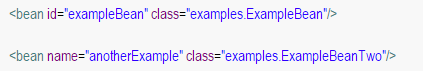 <bean id="exampleBean" class="examples.ExampleBean"/>
<bean name="anotherExample" class="examples.ExampleBeanTwo"/>